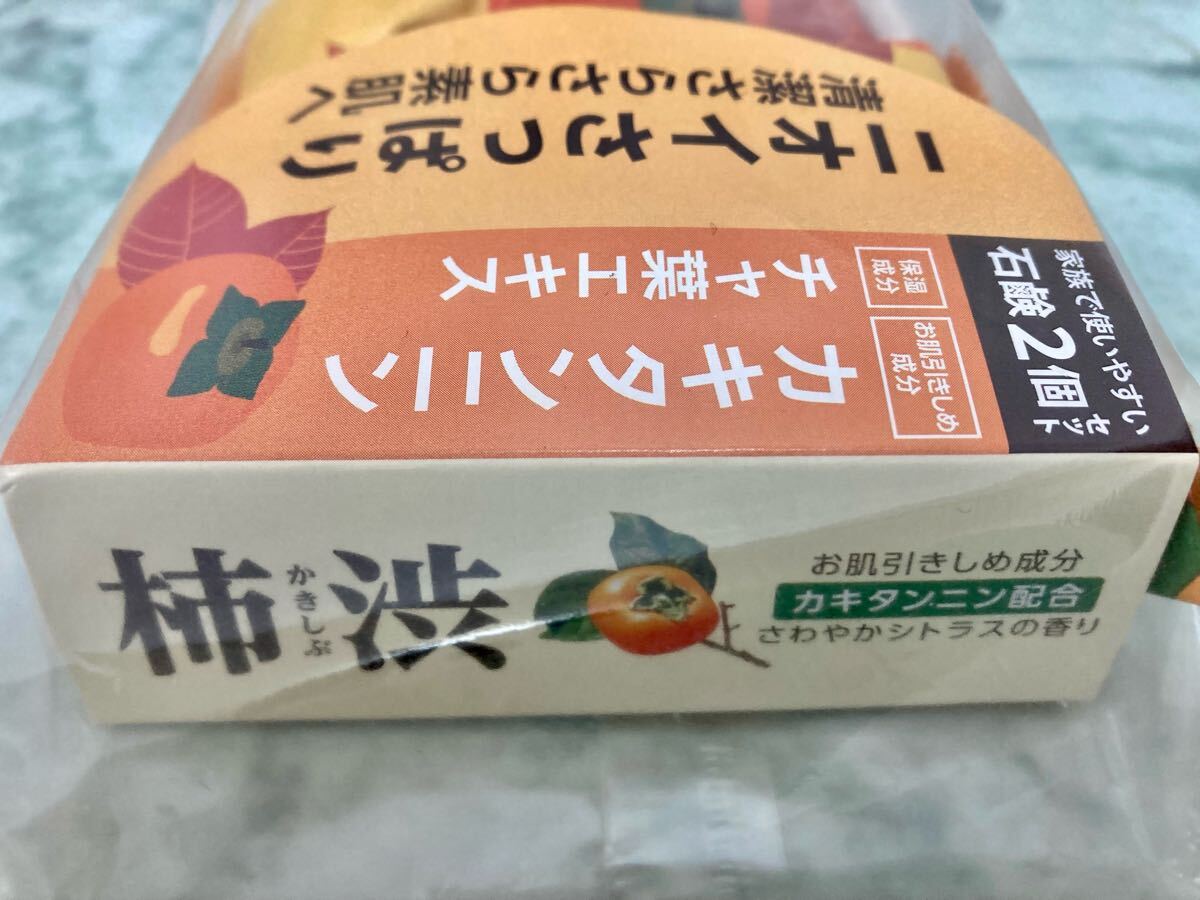 ニオイさっぱり
清潔さらさら素肌へ
保湿
成分
チャ葉エキス
お肌引きしめ
成分
カキタンニン
家族で使いやすい
石鹸2個セット
柿渋
かきしぶ
お肌引きしめ成分
カキタンニン配合
さわやかシトラスの香り